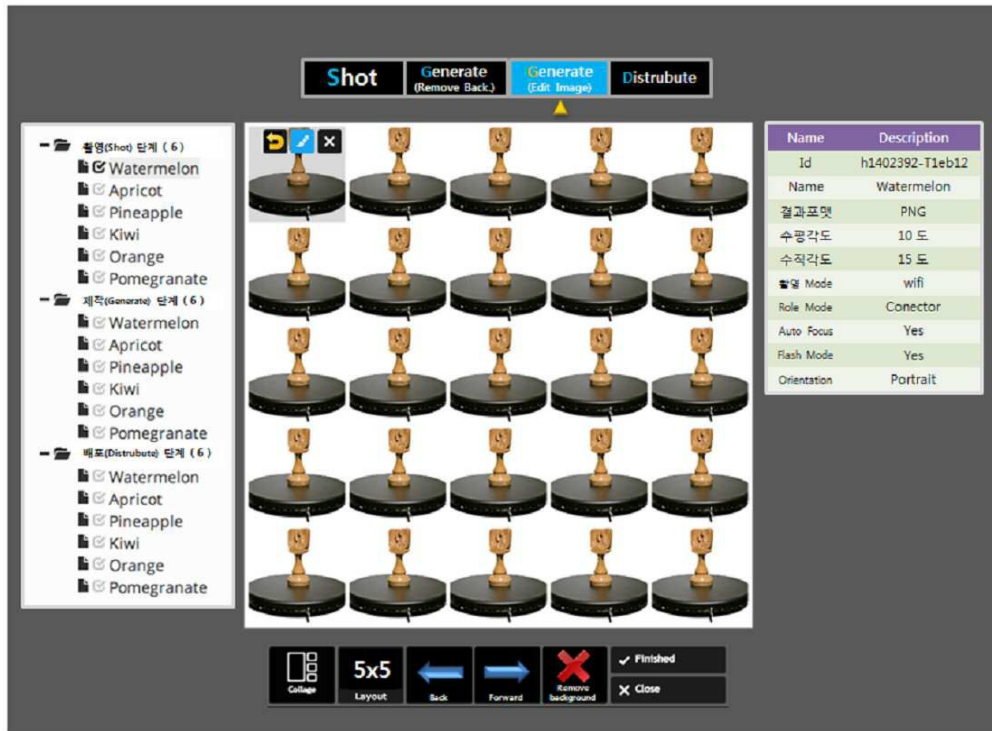 Shot
Generate
(Remove Back.)
Generate
(Edit Image)
Distrubute
촬영(Shot) 단계 ( 6 )
Watermelon
Apricot
Pineapple
Kiwi
Orange
Pomegranate
제작(Generate) 단계 ( 6 )
Watermelon
Apricot
Pineapple
Kiwi
Orange
Pomegranate
배포(Distrubute) 단계 ( 6 )
Watermelon
Apricot
Pineapple
Kiwi
Orange
Pomegranate
Name Description
Id h1402392-T1eb12
Name Watermelon
결과포맷 PNG
수평각도 10 도
수직각도 15 도
촬영 Mode wifi
Role Mode Conector
Auto Focus Yes
Flash Mode Yes
Orientation Portrait
Collage
5x5
Layout
Back
Forward
Remove
background
Finished
Close